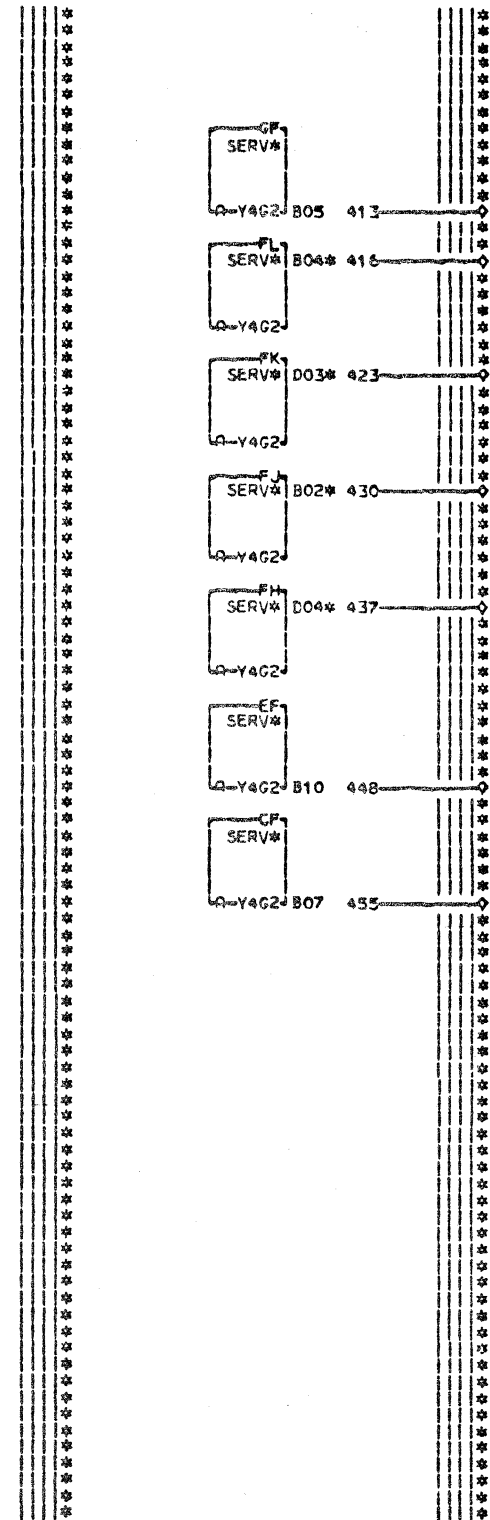 GF
SERV*
A-Y4G2 B05 413
FL
SERV* B04* 416
A-Y4G2
FK
SERV* D03* 423
A-Y4G2
FJ
SERV* B02* 430
A-Y4G2
FH
SERV* D04* 437
A-Y4G2
EF
SERV*
A-Y4G2 B10 448
CF
SERV*
A-Y4G2 B07 455